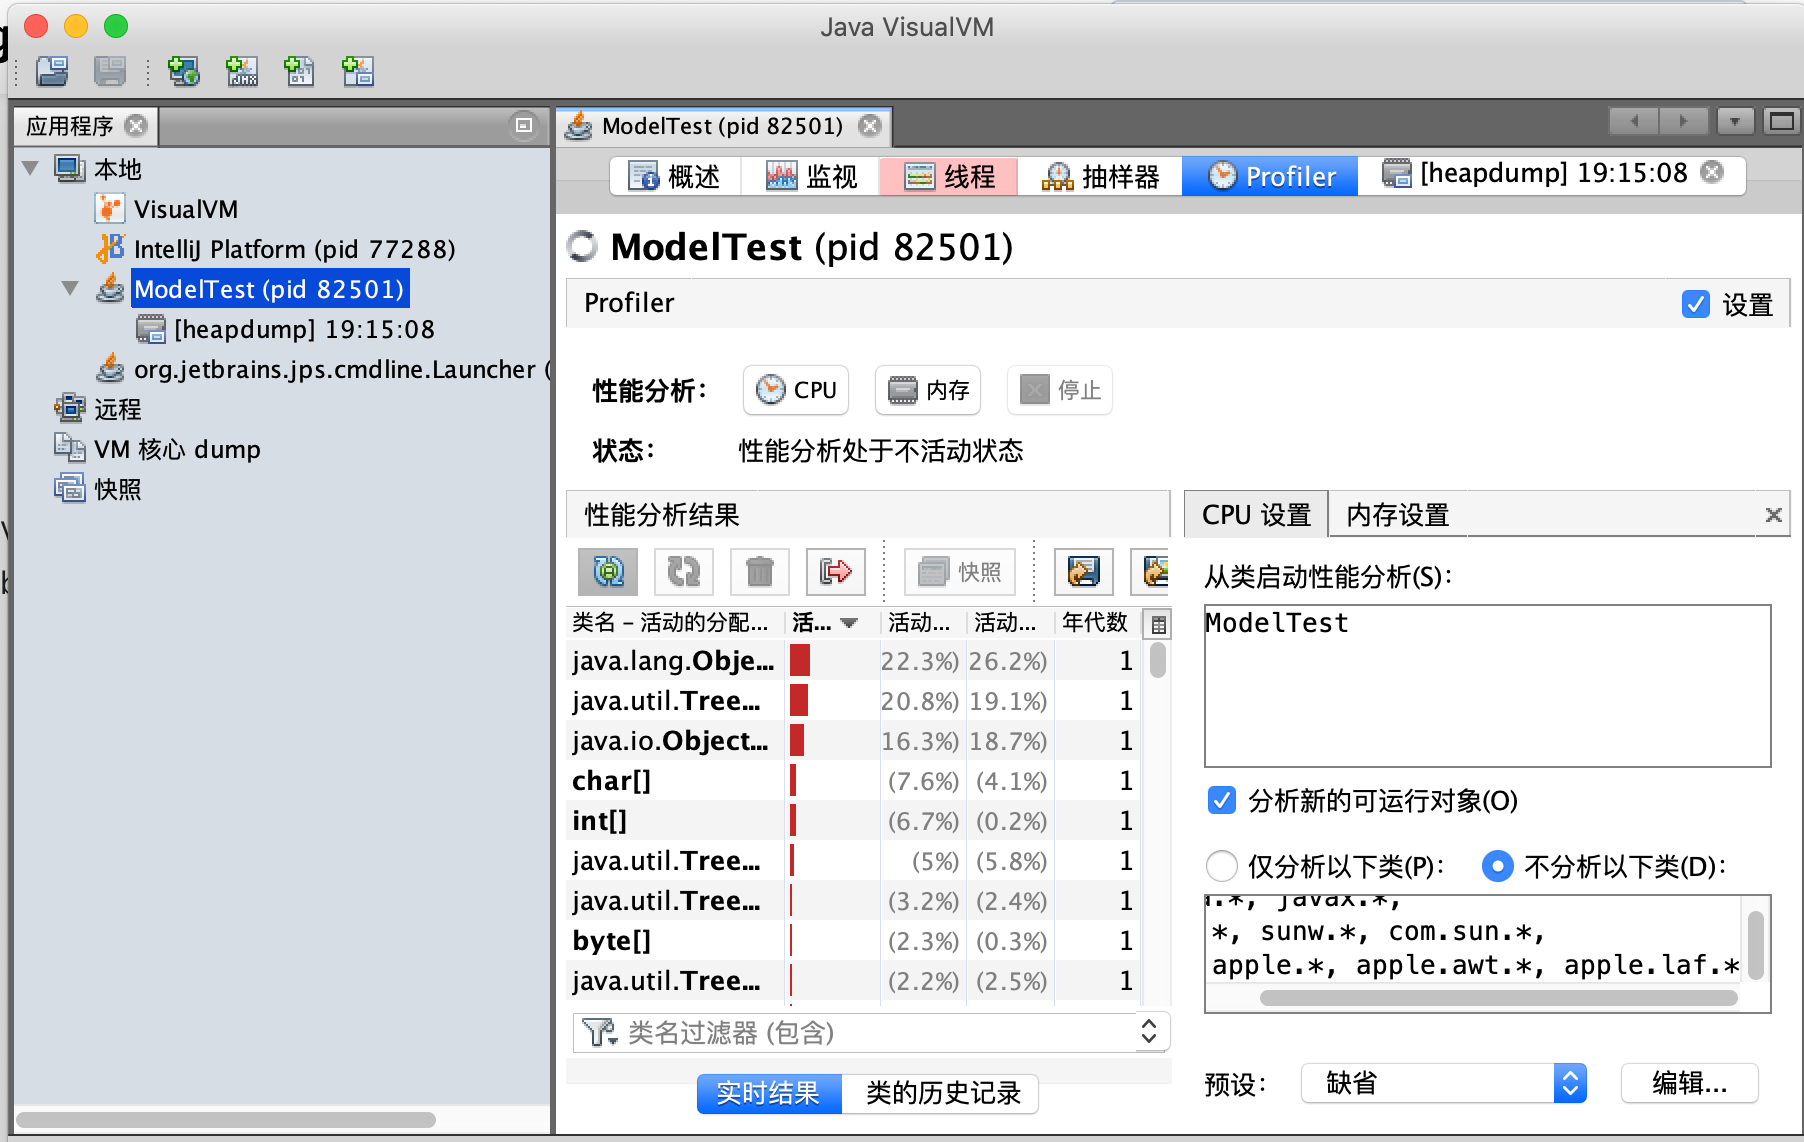 Java VisualVM
应用程序
ModelTest (pid 82501)
本地
VisualVM
IntelliJ Platform (pid 77288)
ModelTest (pid 82501)
[heapdump] 19:15:08
org.jetbrains.jps.cmdline.Launcher (
远程
VM 核心 dump
快照
概述 监视 线程 抽样器 Profiler [heapdump] 19:15:08
ModelTest (pid 82501)
Profiler 设置
性能分析: CPU 内存 停止
状态: 性能分析处于不活动状态
性能分析结果
快照
类名 – 活动的分配... 活... 活动... 活动... 年代数
java.lang.Obje... 22.3%) 26.2%) 1
java.util.Tree... 20.8%) 19.1%) 1
java.io.Object... 16.3%) 18.7%) 1
char[] (7.6%) (4.1%) 1
int[] (6.7%) (0.2%) 1
java.util.Tree... (5%) (5.8%) 1
java.util.Tree... (3.2%) (2.4%) 1
byte[] (2.3%) (0.3%) 1
java.util.Tree... (2.2%) (2.5%) 1
类名过滤器 (包含)
实时结果 类的历史记录
CPU 设置 内存设置
从类启动性能分析(S):
ModelTest
分析新的可运行对象(O)
仅分析以下类(P): 不分析以下类(D):
.*, javax.*,
*, sunw.*, com.sun.*,
apple.*, apple.awt.*, apple.laf.*
预设: 缺省 编辑...